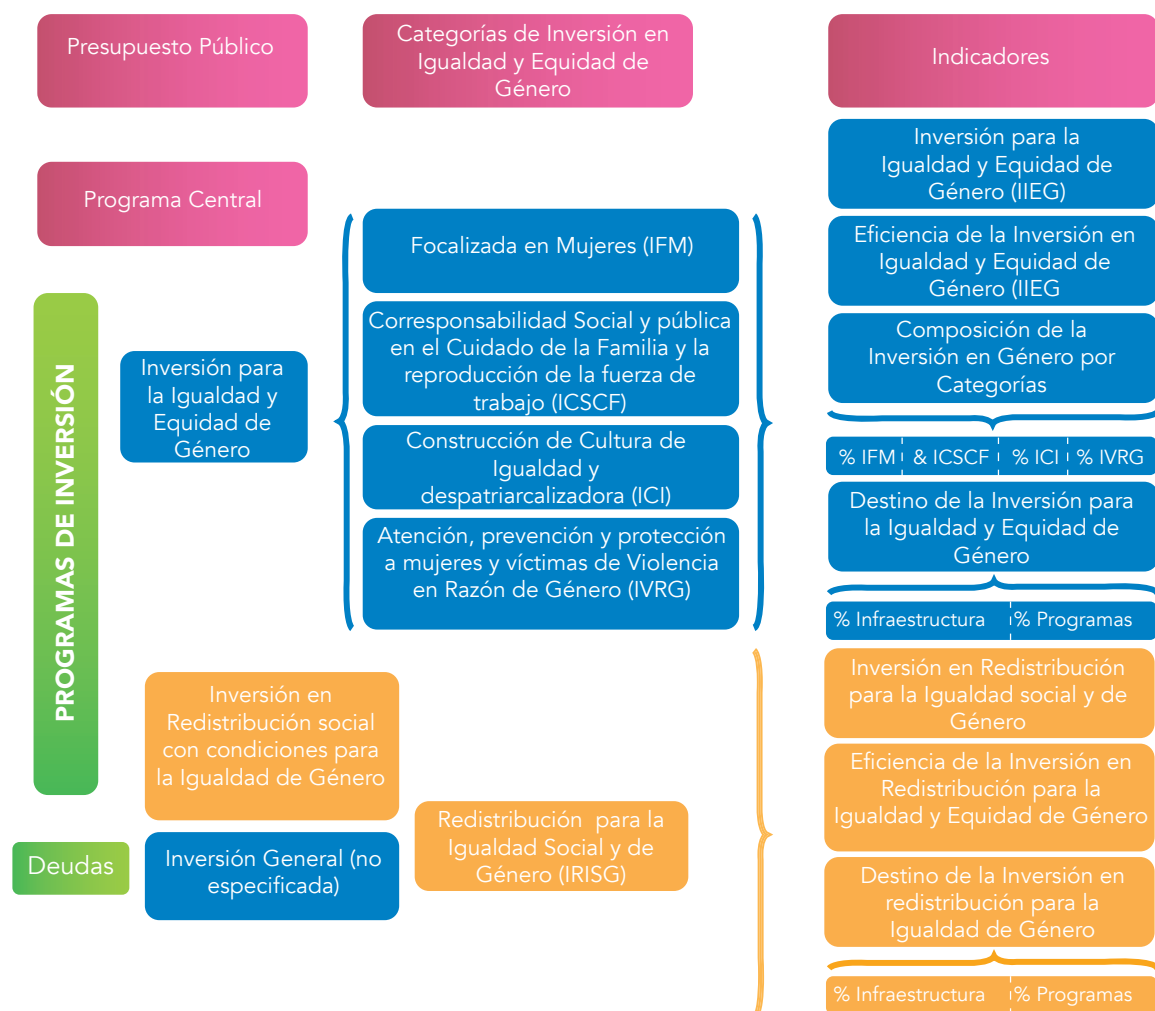 Presupuesto Público
Categorías de Inversión en
Igualdad y Equidad de
Género
Indicadores
Programa Central
PROGRAMAS DE INVERSIÓN
Inversión para
la Igualdad y
Equidad de
Género
Focalizada en Mujeres (IFM)
Corresponsabilidad Social y pública
en el Cuidado de la Familia y la
reproducción de la fuerza de
trabajo (ICSCF)
Construcción de Cultura de
Igualdad y
despatriarcalizadora (ICI)
Atención, prevención y protección
a mujeres y víctimas de Violencia
en Razón de Género (IVRG)
Inversión para la
Igualdad y Equidad de
Género (IIEG)
Eficiencia de la Inversión en
Igualdad y Equidad de
Género (IIEG
Composición de la
Inversión en Género por
Categorías
% IFM & ICSCF % ICI % IVRG
Destino de la Inversión para
la Igualdad y Equidad de
Género
% Infraestructura % Programas
Inversión en
Redistribución social
con condiciones para
la Igualdad de Género
Deudas
Inversión General (no
especificada)
Redistribución para la
Igualdad Social y de
Género (IRISG)
Inversión en Redistribución
para la Igualdad social y de
Género
Eficiencia de la Inversión en
Redistribución para la
Igualdad y Equidad de Género
Destino de la Inversión en
redistribución para la
Igualdad de Género
% Infraestructura % Programas